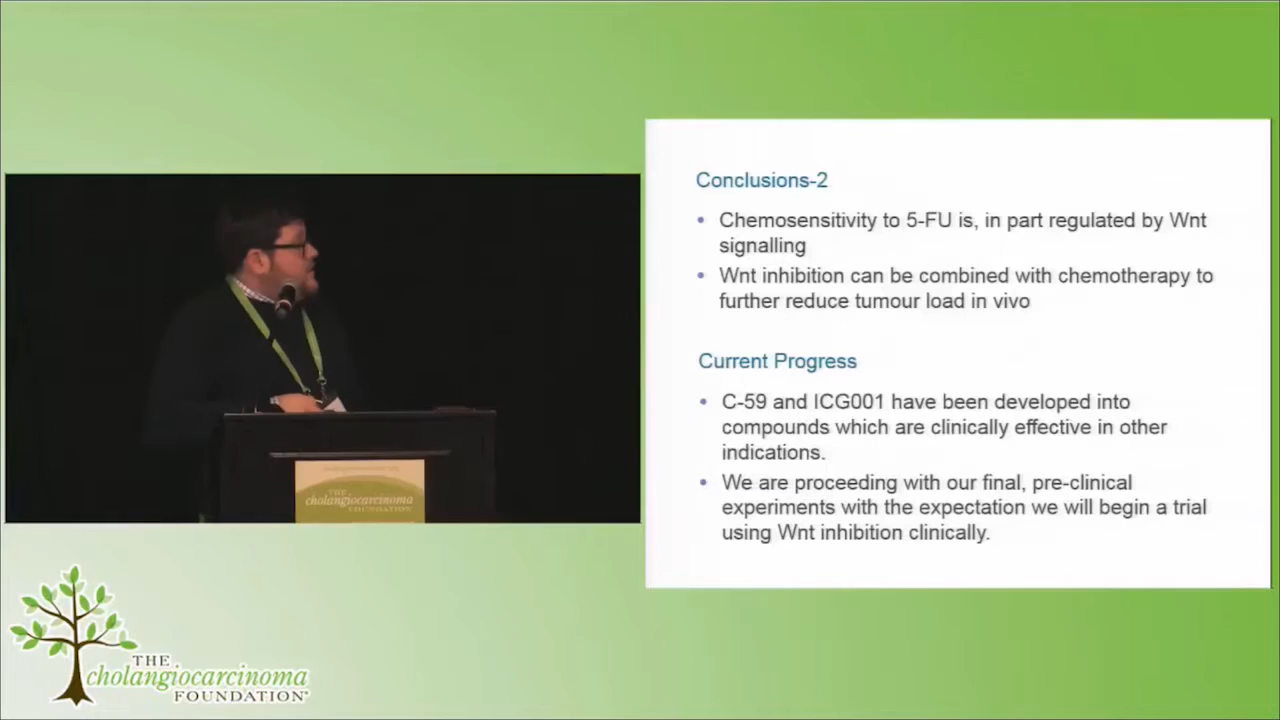 Conclusions-2
• Chemosensitivity to 5-FU is, in part regulated by Wnt
signalling
• Wnt inhibition can be combined with chemotherapy to
further reduce tumour load in vivo
Current Progress
• C-59 and ICG001 have been developed into
compounds which are clinically effective in other
indications.
• We are proceeding with our final, pre-clinical
experiments with the expectation we will begin a trial
using Wnt inhibition clinically.
THE
cholangiocarcinoma
FOUNDATION
THE
cholangiocarcinoma
FOUNDATION